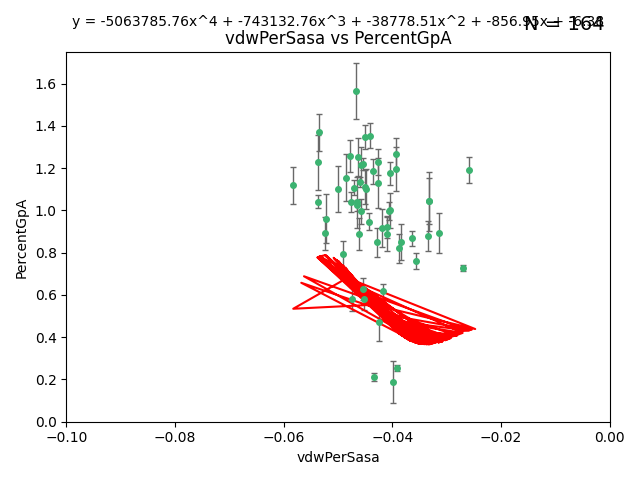 y = -5063785.76x^4 + -743132.76x^3 + -38778.51x^2 + -856.95x + -6.38
N = 164
vdwPerSasa vs PercentGpA
PercentGpA
1.6
1.4
1.2
1.0
0.8
0.6
0.4
0.2
0.0
−0.10 −0.08 −0.06 −0.04 −0.02 0.00
vdwPerSasa